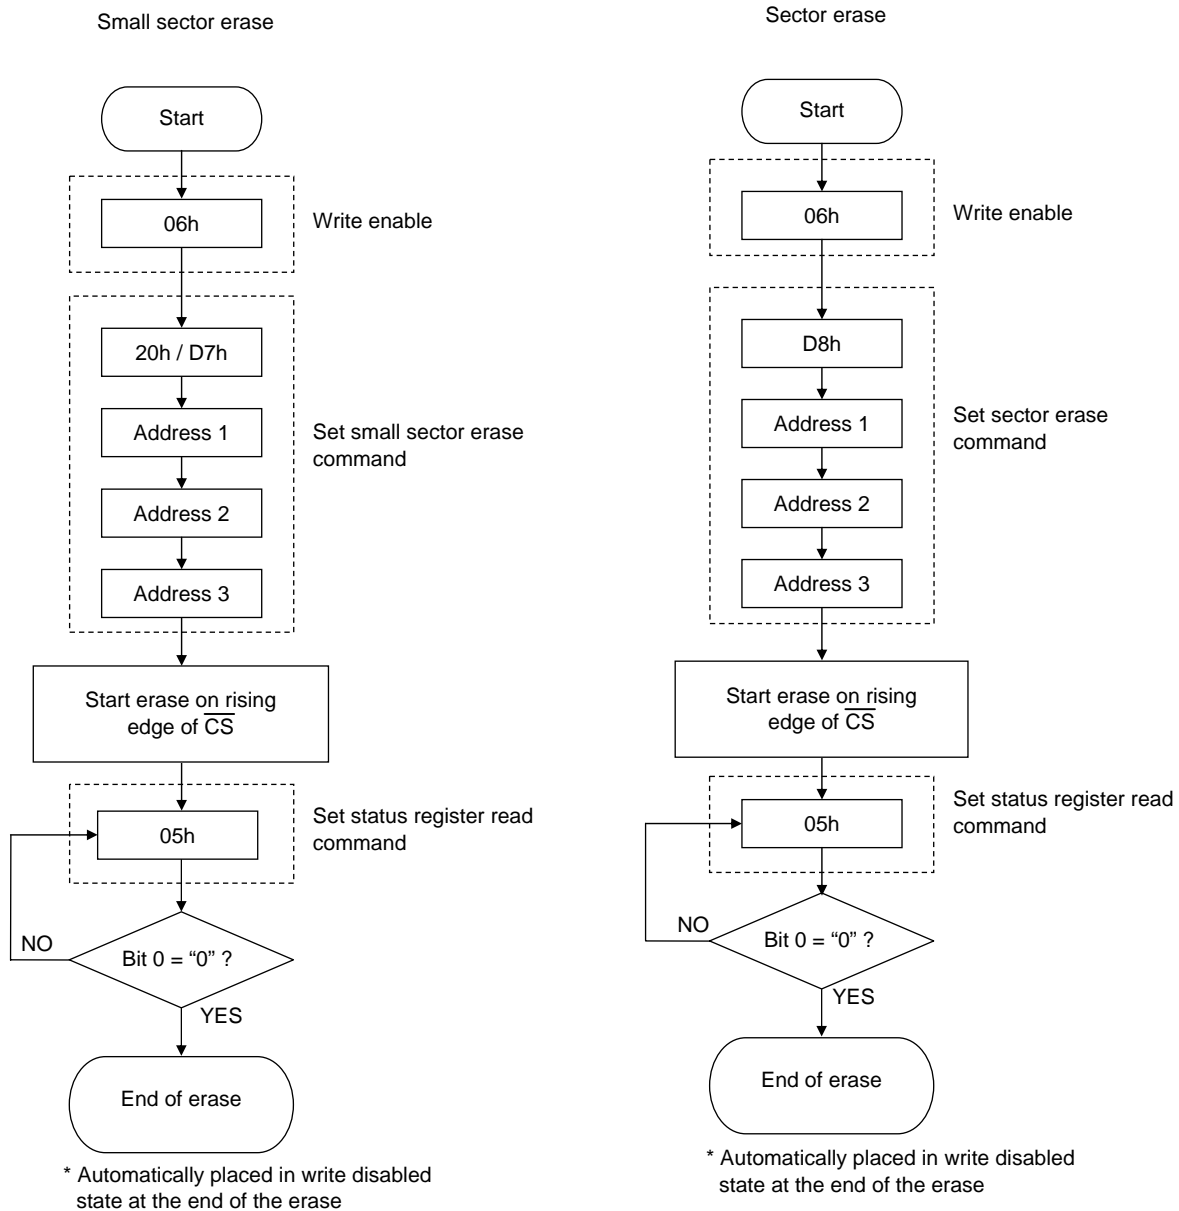 Small sector erase
Start
06h
Write enable
20h / D7h
Address 1
Set small sector erase
command
Address 2
Address 3
Start erase on rising
edge of CS
05h
Set status register read
command
NO
Bit 0 = “0” ?
YES
End of erase
* Automatically placed in write disabled
state at the end of the erase
Sector erase
Start
06h
Write enable
D8h
Address 1
Set sector erase
command
Address 2
Address 3
Start erase on rising
edge of CS
05h
Set status register read
command
NO
Bit 0 = “0” ?
YES
End of erase
* Automatically placed in write disabled
state at the end of the erase